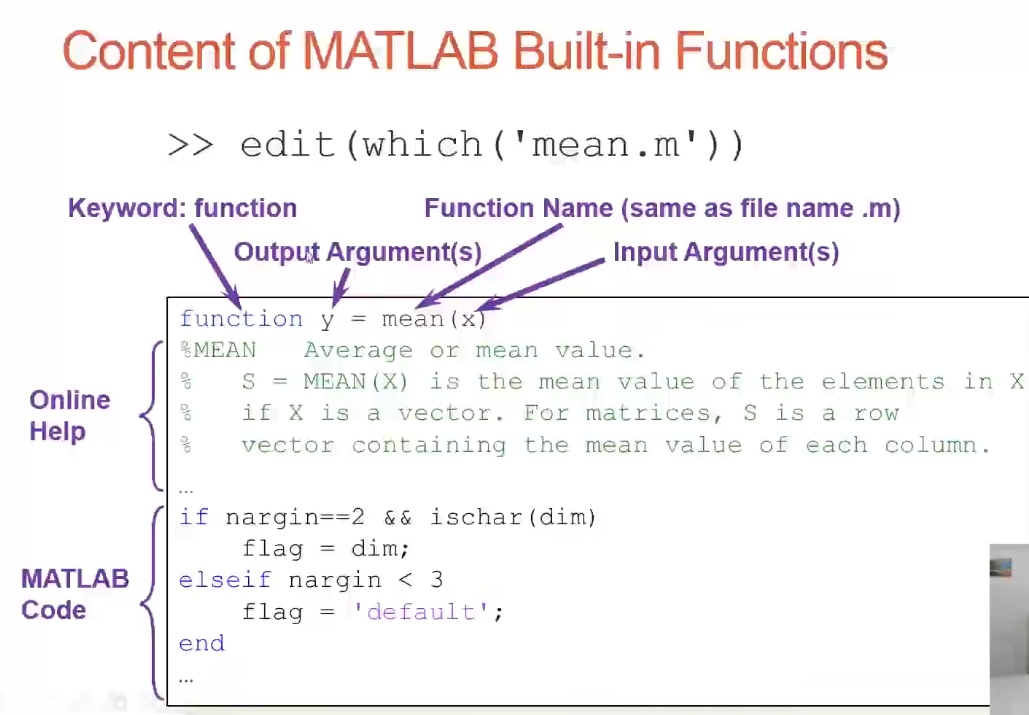 Content of MATLAB Built-in Functions
>> edit(which('mean.m'))
Keyword: function
Function Name (same as file name .m)
Output Argument(s)
Input Argument(s)
function y = mean(x)
%MEAN   Average or mean value.
%   S = MEAN(X) is the mean value of the elements in X
%   if X is a vector. For matrices, S is a row
%   vector containing the mean value of each column.
…
Online
Help
if nargin==2 && ischar(dim)
    flag = dim;
elseif nargin < 3
    flag = 'default';
end
…
MATLAB
Code